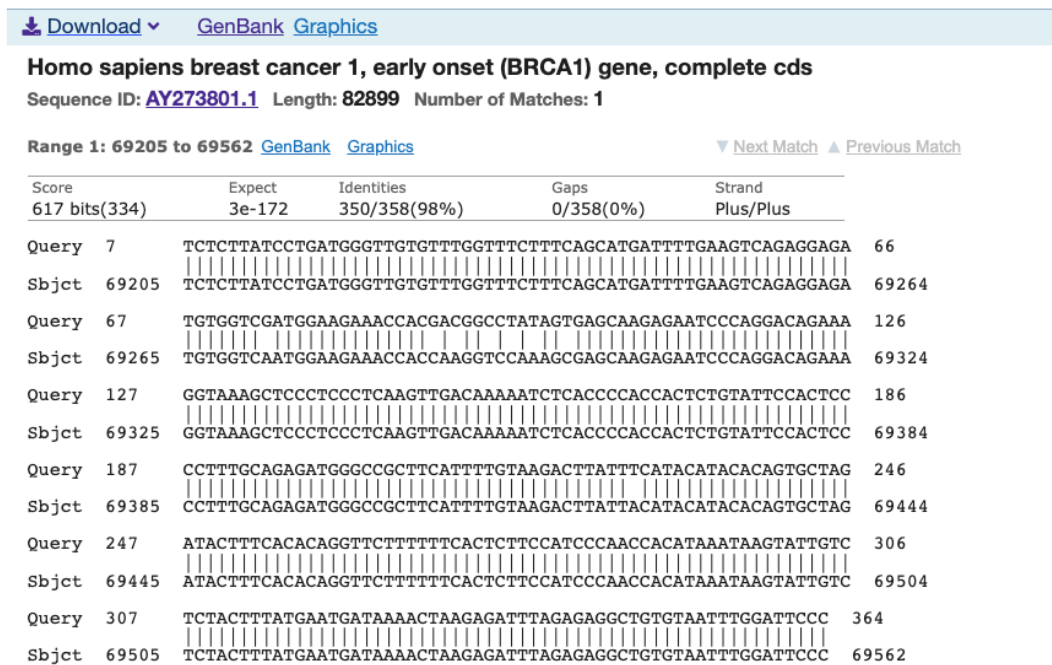 Download GenBank Graphics
Homo sapiens breast cancer 1, early onset (BRCA1) gene, complete cds
Sequence ID: AY273801.1 Length: 82899 Number of Matches: 1
Range 1: 69205 to 69562 GenBank Graphics ▼ Next Match ▲ Previous Match
Score Expect Identities Gaps Strand
617 bits(334) 3e-172 350/358(98%) 0/358(0%) Plus/Plus
Query 7 TCTCTTATCCTGATGGGTTGTGTTTGGTTTCTTTCAGCATGATTTTGAAGTCAGAGGAGA 66
Sbjct 69205 TCTCTTATCCTGATGGGTTGTGTTTGGTTTCTTTCAGCATGATTTTGAAGTCAGAGGAGA 69264
Query 67 TGTGGTCGATGGAAGAAACCACGACGGCCTATAGTGAGCAAGAGAATCCCAGGACAGAAA 126
Sbjct 69265 TGTGGTCAATGGAAGAAACCACCAAGGTCCAAAGCGAGCAAGAGAATCCCAGGACAGAAA 69324
Query 127 GGTAAAGCTCCCTCCCTCAAGTTGACAAAAATCTCACCCCACCACTCTGTATTCCACTCC 186
Sbjct 69325 GGTAAAGCTCCCTCCCTCAAGTTGACAAAAATCTCACCCCACCACTCTGTATTCCACTCC 69384
Query 187 CCTTTGCAGAGATGGGCCGCTTCATTTTGTAAGACTTATTTCATACATACACAGTGCTAG 246
Sbjct 69385 CCTTTGCAGAGATGGGCCGCTTCATTTTGTAAGACTTATTACATACATACACAGTGCTAG 69444
Query 247 ATACTTTCACACAGGTTCTTTTTTCACTCTTCCATCCCAACCACATAAATAAGTATTGTC 306
Sbjct 69445 ATACTTTCACACAGGTTCTTTTTTCACTCTTCCATCCCAACCACATAAATAAGTATTGTC 69504
Query 307 TCTACTTTATGAATGATAAAACTAAGAGATTTAGAGAGGCTGTGTAATTTGGATTCCC 364
Sbjct 69505 TCTACTTTATGAATGATAAAACTAAGAGATTTAGAGAGGCTGTGTAATTTGGATTCCC 69562